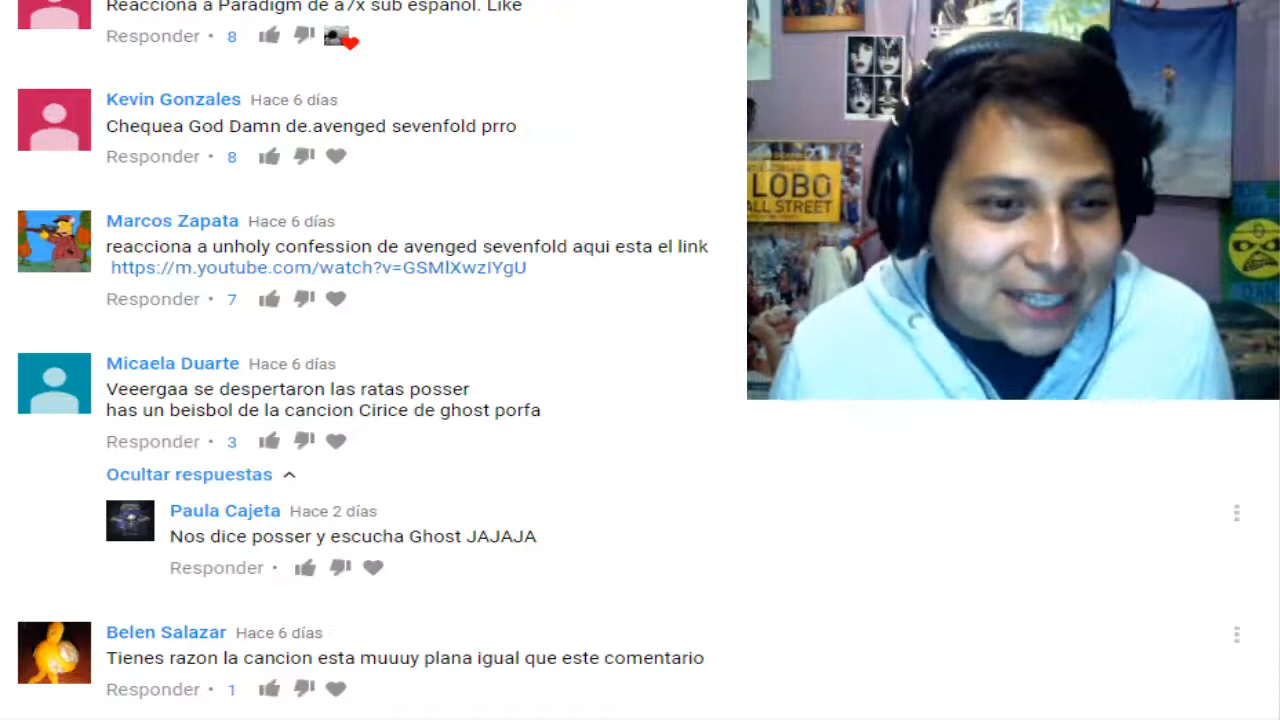 Reacciona a Paradigm de a7x sub español. Like
Responder • 8
Kevin Gonzales Hace 6 días
Chequea God Damn de.avenged sevenfold prro
Responder • 8
Marcos Zapata Hace 6 días
reacciona a unholy confession de avenged sevenfold aqui esta el link
https://m.youtube.com/watch?v=GSMlXwzIYgU
Responder • 7
Micaela Duarte Hace 6 días
Veeergaa se despertaron las ratas posser
has un beisbol de la cancion Cirice de ghost porfa
Responder • 3
Ocultar respuestas
Paula Cajeta Hace 2 días
Nos dice posser y escucha Ghost JAJAJA
Responder •
Belen Salazar Hace 6 días
Tienes razon la cancion esta muuuy plana igual que este comentario
Responder • 1
LOBO
ALL STREET